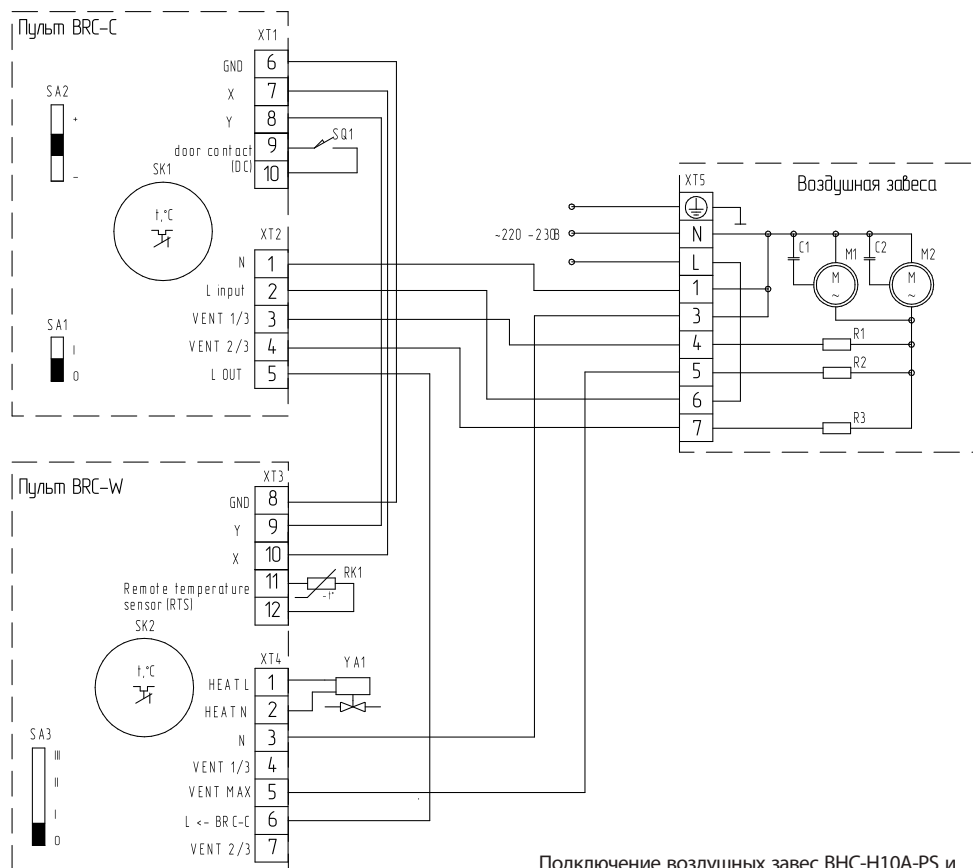 Пульт BRC-C
XT1
GND 6
X 7
SA2
Y 8
+
door contact 9
SQ1
(DC) 10
-
SK1
t,°C
XT2
N 1
L input 2
SA1
VENT 1/3 3
I
VENT 2/3 4
0
L OUT 5
XT5
Воздушная завеса
N
~220 -230В
L
1
3
4
5
6
7
C1
M1
C2
M2
M
~
M
~
R1
R2
R3
Пульт BRC-W
XT3
GND 8
Y 9
X 10
11
RK1
Remote temperature
sensor (RTS)
-t°
12
SK2
t,°C
XT4
YA1
HEAT L 1
HEAT N 2
SA3
N 3
III
VENT 1/3 4
II
VENT MAX 5
I
L <- BRC-C 6
0
VENT 2/3 7
Подключение воздушных завес BHC-H10A-PS и